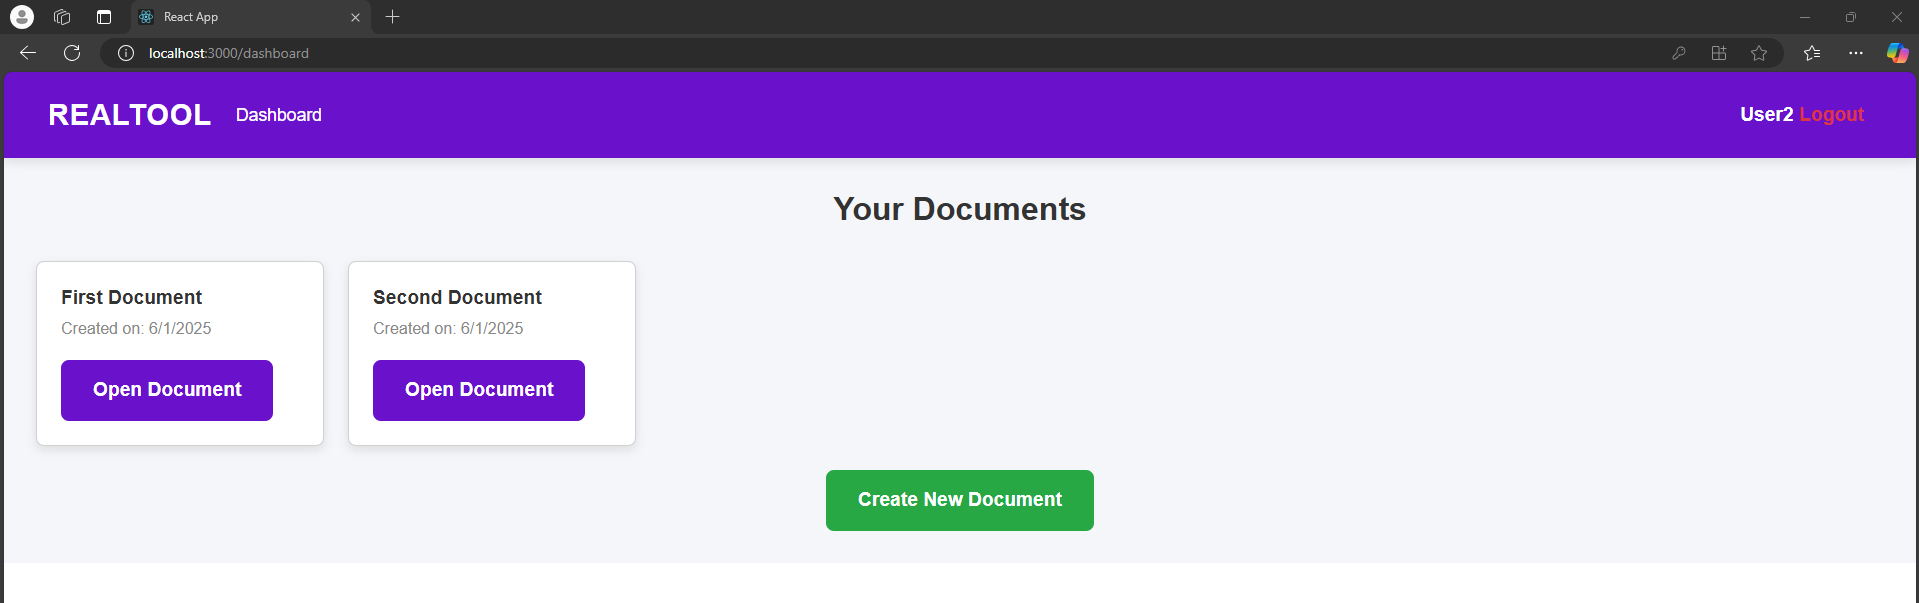 React App
localhost:3000/dashboard
REALTOOL Dashboard User2 Logout
Your Documents
First Document
Created on: 6/1/2025
Open Document
Second Document
Created on: 6/1/2025
Open Document
Create New Document